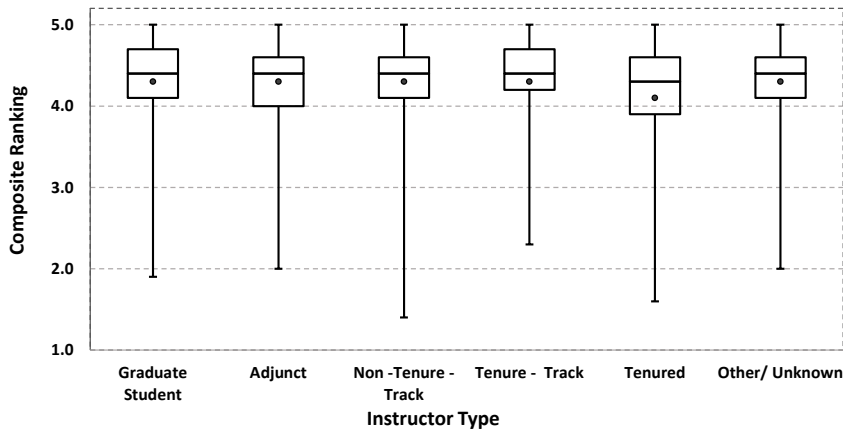 5.0
4.0
3.0
2.0
1.0
Composite Ranking
Graduate
Student
Adjunct
Non -Tenure -
Track
Tenure -  Track
Tenured
Other/ Unknown
Instructor Type